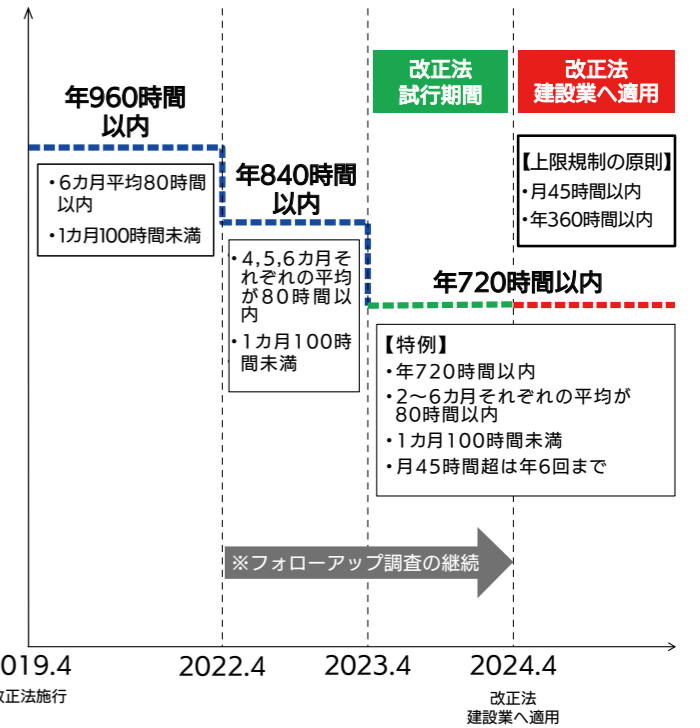 改正法
試行期間
改正法
建設業へ適用
年960時間
以内
・6カ月平均80時間
以内
・1カ月100時間未満
年840時間
以内
・4,5,6カ月そ
れぞれの平均
が80時間以
内
・1カ月100時
間未満
【上限規制の原則】
・月45時間以内
・年360時間以内
年720時間以内
【特例】
・年720時間以内
・2〜6カ月それぞれの平均が
80時間以内
・1カ月100時間未満
・月45時間超は年6回まで
※フォローアップ調査の継続
019.4
2022.4
2023.4
2024.4
改正法施行
改正法
建設業へ適用